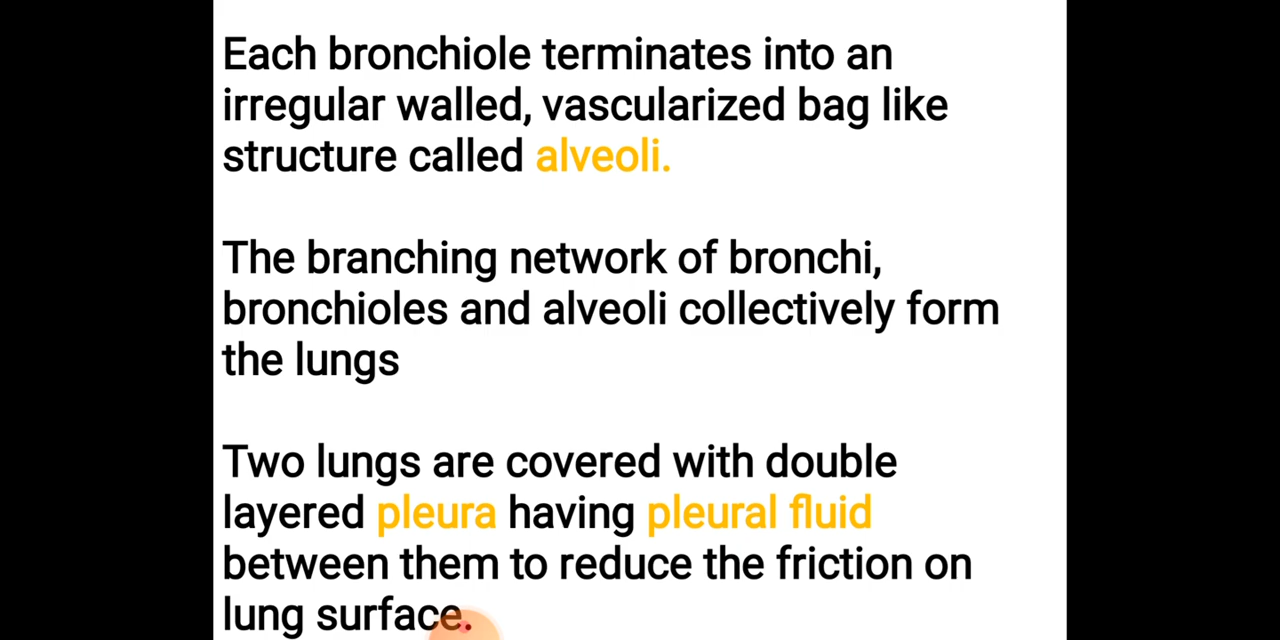 Each bronchiole terminates into an
irregular walled, vascularized bag like
structure called alveoli.
The branching network of bronchi,
bronchioles and alveoli collectively form
the lungs
Two lungs are covered with double
layered pleura having pleural fluid
between them to reduce the friction on
lung surface.